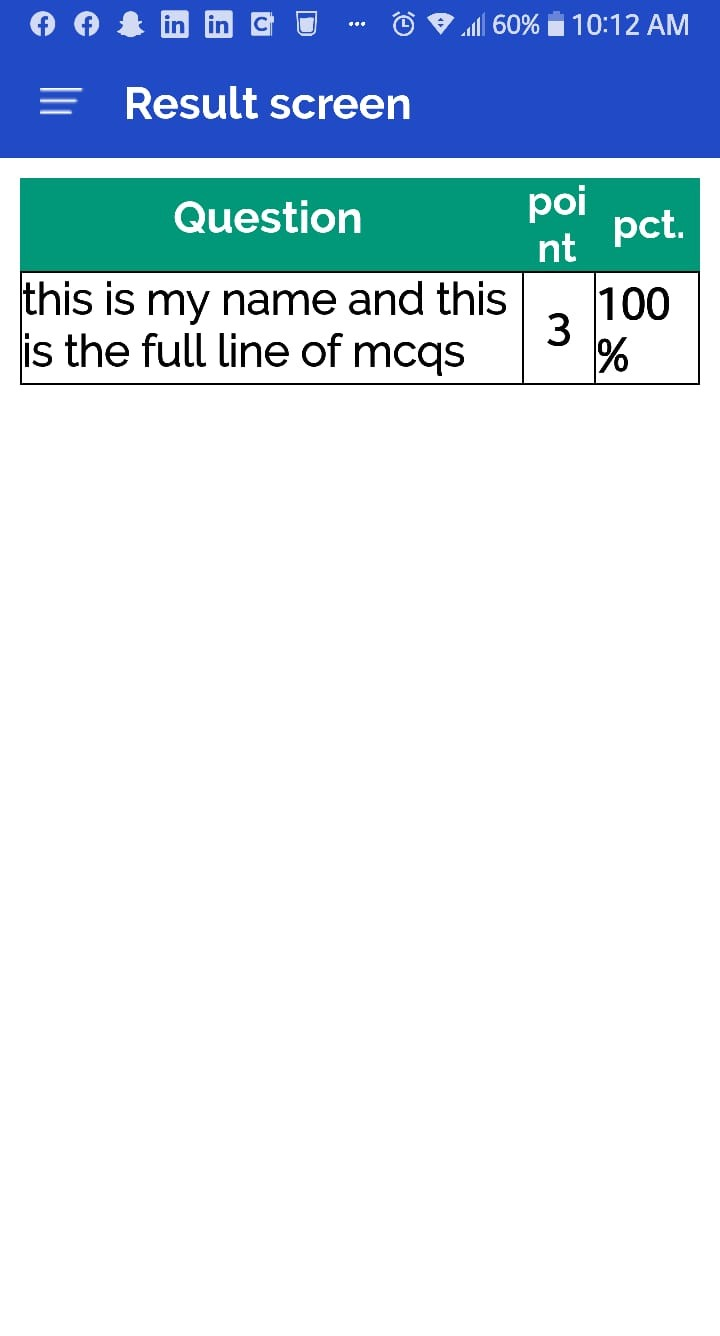 60% 10:12 AM
Result screen
Question
poi
nt
pct.
this is my name and this
is the full line of mcqs
3
100
%